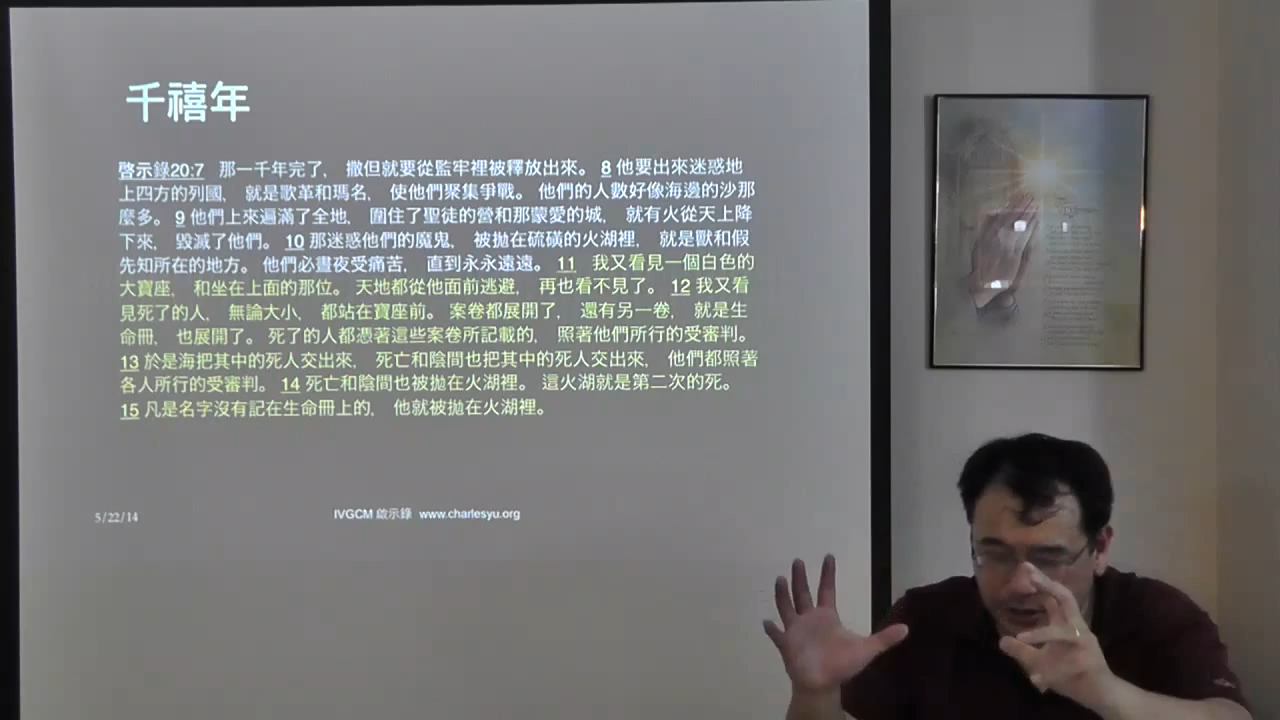 千禧年
啓示錄20:7 那一千年完了， 撒但就要從監牢裡被釋放出來。 8 他要出來迷惑地
上四方的列國， 就是歌革和瑪各， 使他們聚集爭戰。 他們的人數好像海邊的沙那
麼多。 9 他們上來遍滿了全地， 圍住了聖徒的營和那蒙愛的城， 就有火從天上降
下來， 毀滅了他們。 10 那迷惑他們的魔鬼， 被拋在硫磺的火湖裡， 就是獸和假
先知所在的地方。 他們必晝夜受痛苦， 直到永永遠遠。 11 我又看見一個白色的
大寶座， 和坐在上面的那位。 天地都從他面前逃避， 再也看不見了。 12 我又看
見死了的人， 無論大小， 都站在寶座前。 案卷都展開了， 還有另一卷， 就是生
命冊， 也展開了。 死了的人都憑著這些案卷所記載的， 照著他們所行的受審判。
13 於是海把其中的死人交出來， 死亡和陰間也把其中的死人交出來， 他們都照著
各人所行的受審判。 14 死亡和陰間也被拋在火湖裡。 這火湖就是第二次的死。
15 凡是名字沒有記在生命冊上的， 他就被拋在火湖裡。
5/22/14
IVGCM 啟示錄 www.charlesyu.org